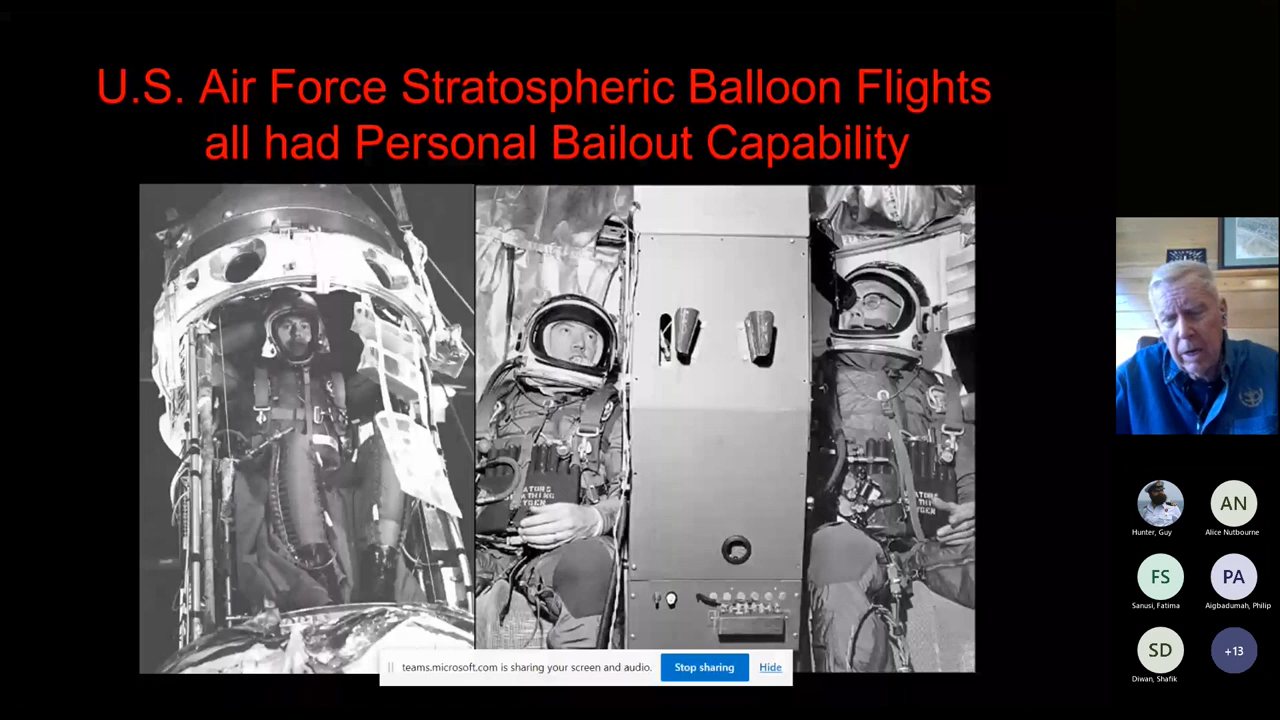 U.S. Air Force Stratospheric Balloon Flights
all had Personal Bailout Capability
teams.microsoft.com is sharing your screen and audio.
Stop sharing
Hide
Hunter, Guy
AN
Alice Nutbourne
FS
Sanusi, Fatima
PA
Aigbadumah, Philip
SD
Diwan, Shafik
+13